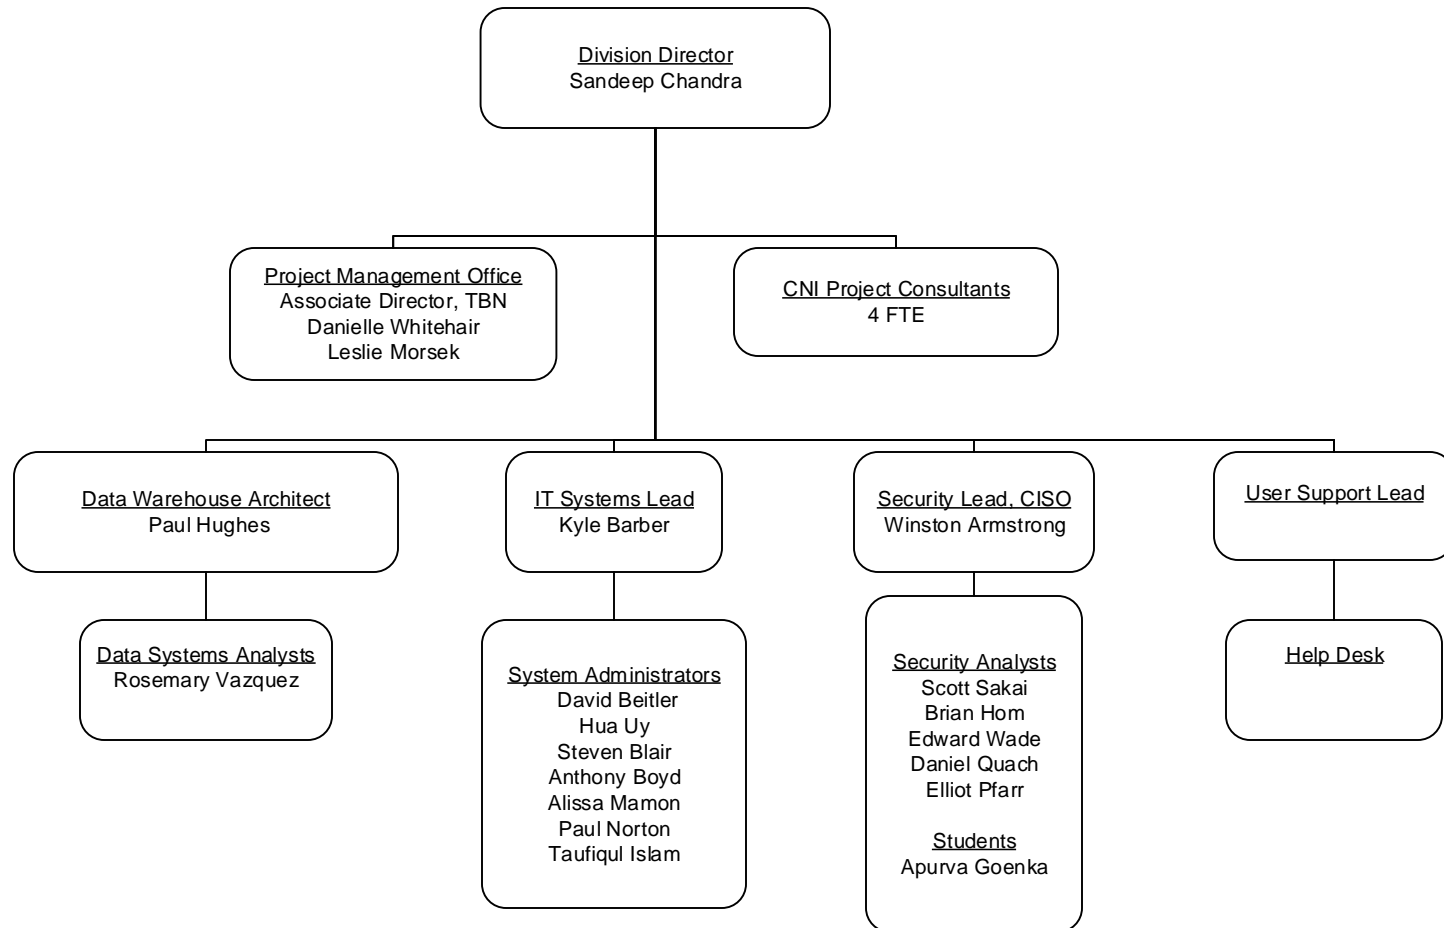 Division Director
Sandeep Chandra
Project Management Office
Associate Director, TBN
Danielle Whitehair
Leslie Morsek
CNI Project Consultants
4 FTE
Data Warehouse Architect
Paul Hughes
IT Systems Lead
Kyle Barber
Security Lead, CISO
Winston Armstrong
User Support Lead
Data Systems Analysts
Rosemary Vazquez
System Administrators
David Beitler
Hua Uy
Steven Blair
Anthony Boyd
Alissa Mamon
Paul Norton
Taufiqul Islam
Security Analysts
Scott Sakai
Brian Hom
Edward Wade
Daniel Quach
Elliot Pfarr
Students
Apurva Goenka
Help Desk